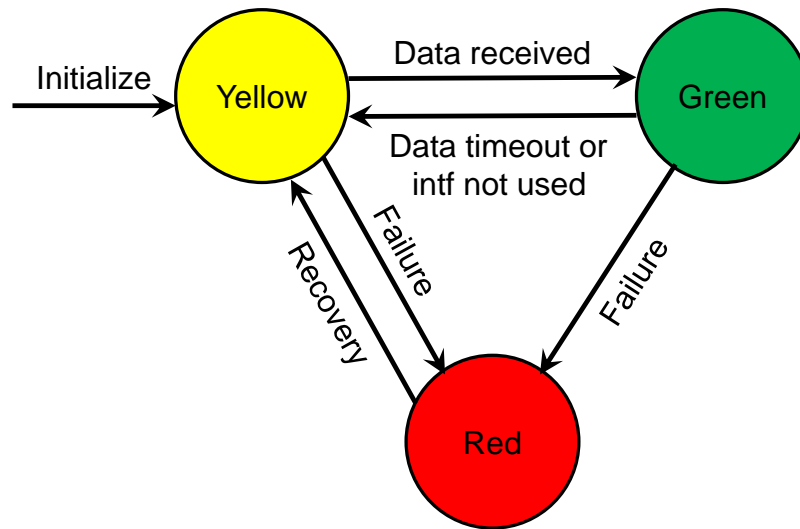 Data received
Initialize
Yellow
Green
Data timeout or
intf not used
Failure
Recovery
Failure
Red